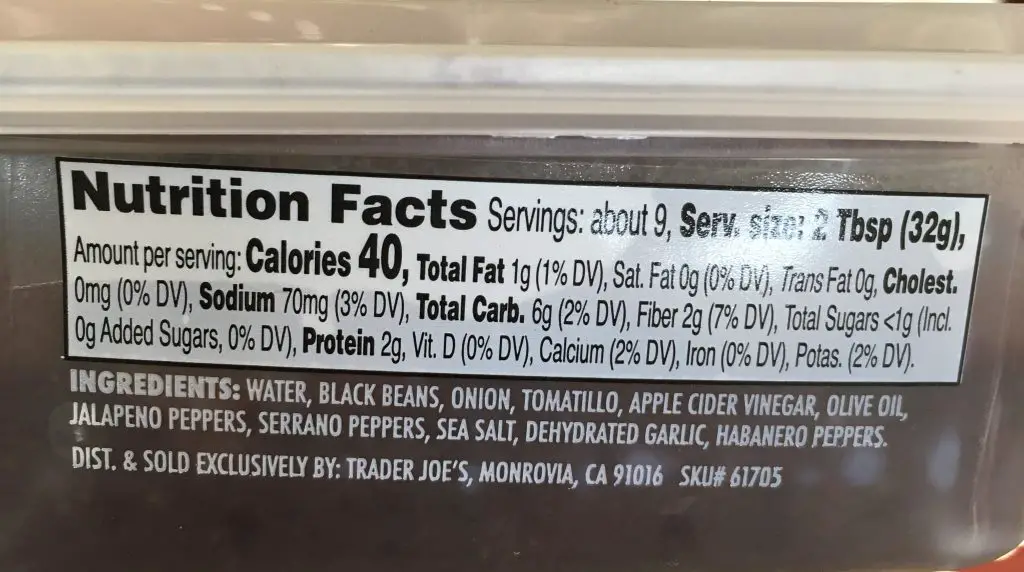 Nutrition Facts Servings: about 9, Serv. size: 2 Tbsp (32g),
Amount per serving: Calories 40, Total Fat 1g (1% DV), Sat. Fat 0g (0% DV), Trans Fat 0g, Cholest.
0mg (0% DV), Sodium 70mg (3% DV), Total Carb. 6g (2% DV), Fiber 2g (7% DV), Total Sugars <1g (Incl.
0g Added Sugars, 0% DV), Protein 2g, Vit. D (0% DV), Calcium (2% DV), Iron (0% DV), Potas. (2% DV).
INGREDIENTS: WATER, BLACK BEANS, ONION, TOMATILLO, APPLE CIDER VINEGAR, OLIVE OIL,
JALAPENO PEPPERS, SERRANO PEPPERS, SEA SALT, DEHYDRATED GARLIC, HABANERO PEPPERS.
DIST. & SOLD EXCLUSIVELY BY: TRADER JOE'S, MONROVIA, CA 91016 SKU# 61705